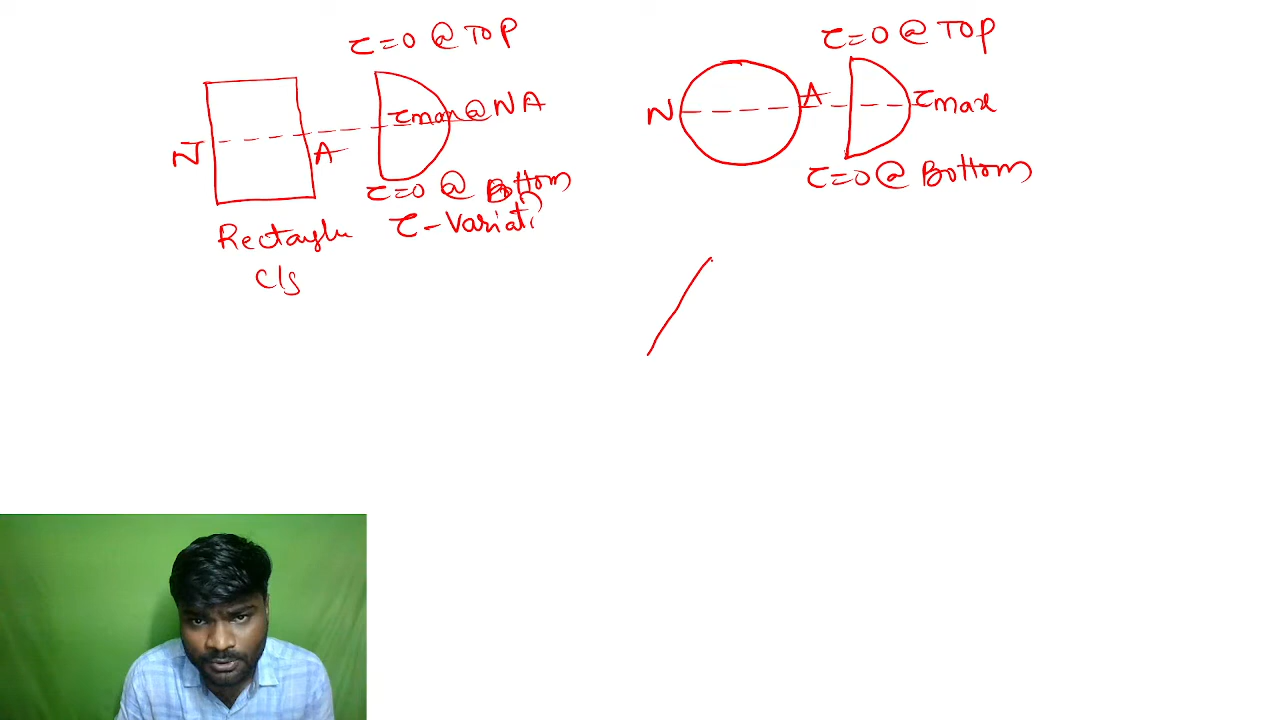 τ=0 @ TOP
τmax @ NA
N
A
τ=0 @ Bottom
τ-Variati
Rectangle
C/s
τ=0 @ TOP
N
A
τmax
τ=0 @ Bottom